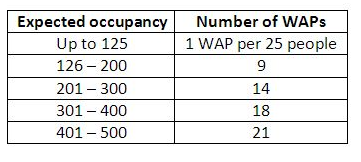 Expected occupancy Number of WAPs
Up to 125 1 WAP per 25 people
126 – 200 9
201 – 300 14
301 – 400 18
401 – 500 21